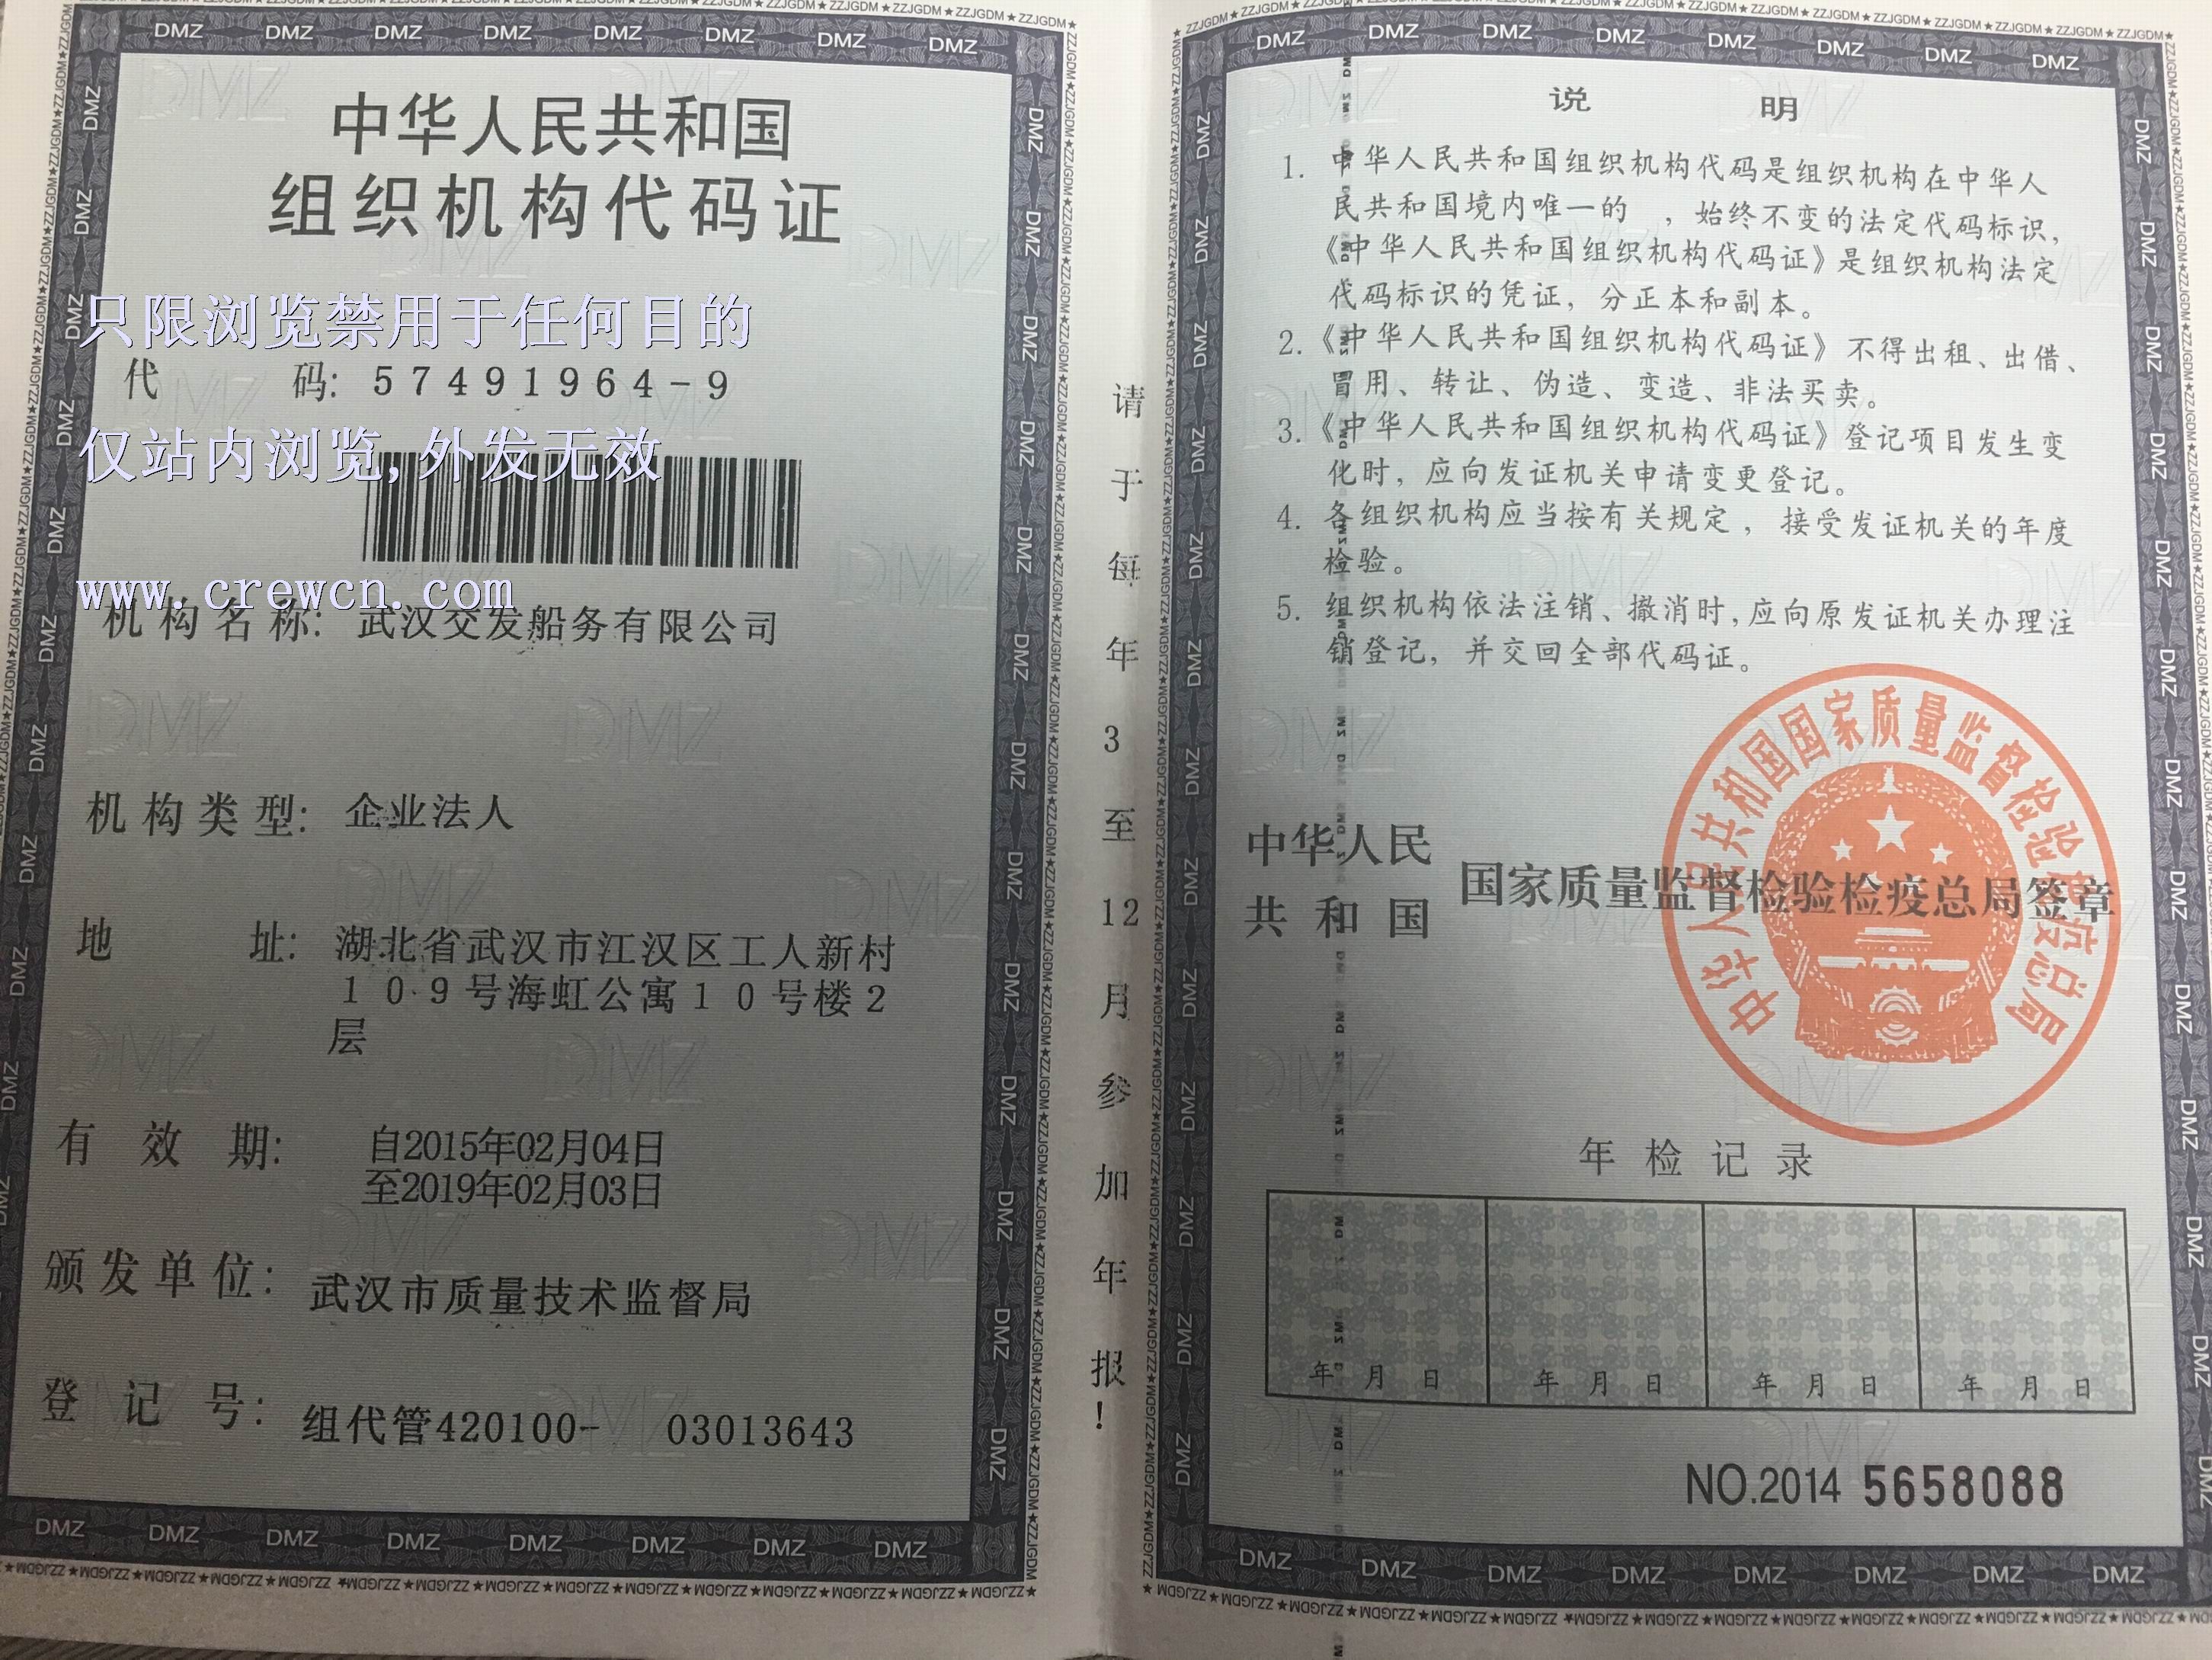 中华人民共和国
组织机构代码证
只限浏览禁用于任何目的
代 码: 57491964-9
仅站内浏览,外发无效
www.crewcn.com
机构名称: 武汉交发船务有限公司
机构类型: 企业法人
地 址: 湖北省武汉市江汉区工人新村
109号海虹公寓10号楼2
层
有 效 期: 自2015年02月04日
至2019年02月03日
颁发单位: 武汉市质量技术监督局
登 记 号: 组代管420100- 03013643
请于每年3至12月参加年报!
说 明
1. 中华人民共和国组织机构代码是组织机构在中华人
民共和国境内唯一的 ,始终不变的法定代码标识,
《中华人民共和国组织机构代码证》是组织机构法定
代码标识的凭证,分正本和副本。
2.《中华人民共和国组织机构代码证》不得出租、出借、
冒用、转让、伪造、变造、非法买卖。
3.《中华人民共和国组织机构代码证》登记项目发生变
化时,应向发证机关申请变更登记。
4. 各组织机构应当按有关规定,接受发证机关的年度
检验。
5. 组织机构依法注销、撤消时,应向原发证机关办理注
销登记,并交回全部代码证。
中华人民共和国国家质量监督检验检疫总局
中华人民
共和国 国家质量监督检验检疫总局签章
年检记录
年 月 日 年 月 日 年 月 日 年 月 日
NO.2014 5658088